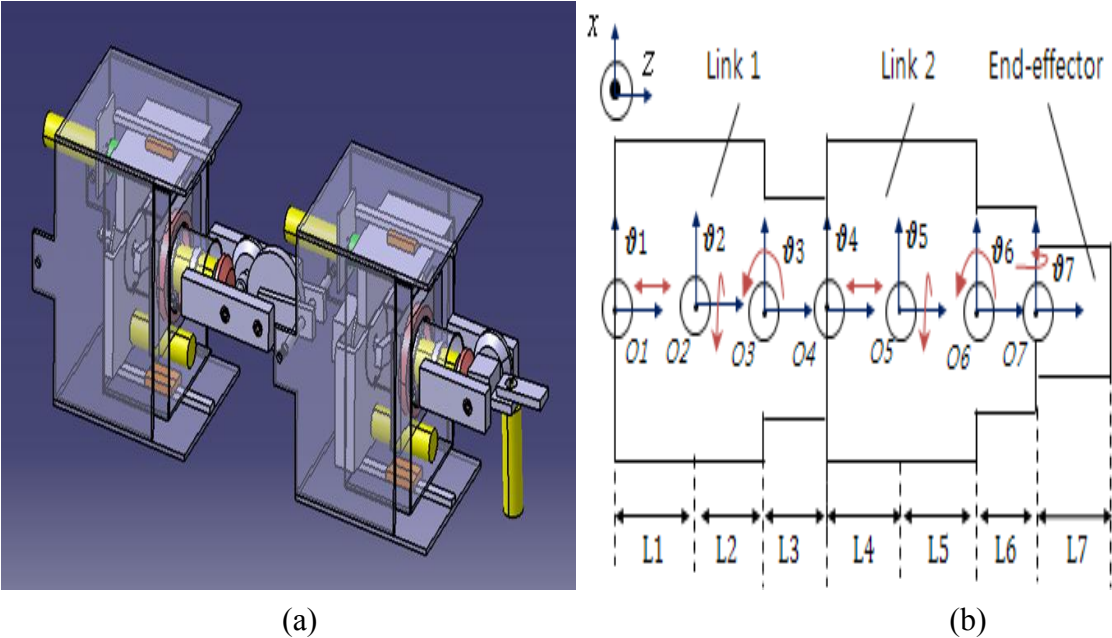 x
Z
Link 1
Link 2
End-effector
ϑ1
ϑ2
ϑ3
ϑ4
ϑ5
ϑ6
ϑ7
O1
O2
O3
O4
O5
O6
O7
L1
L2
L3
L4
L5
L6
L7
(a)
(b)